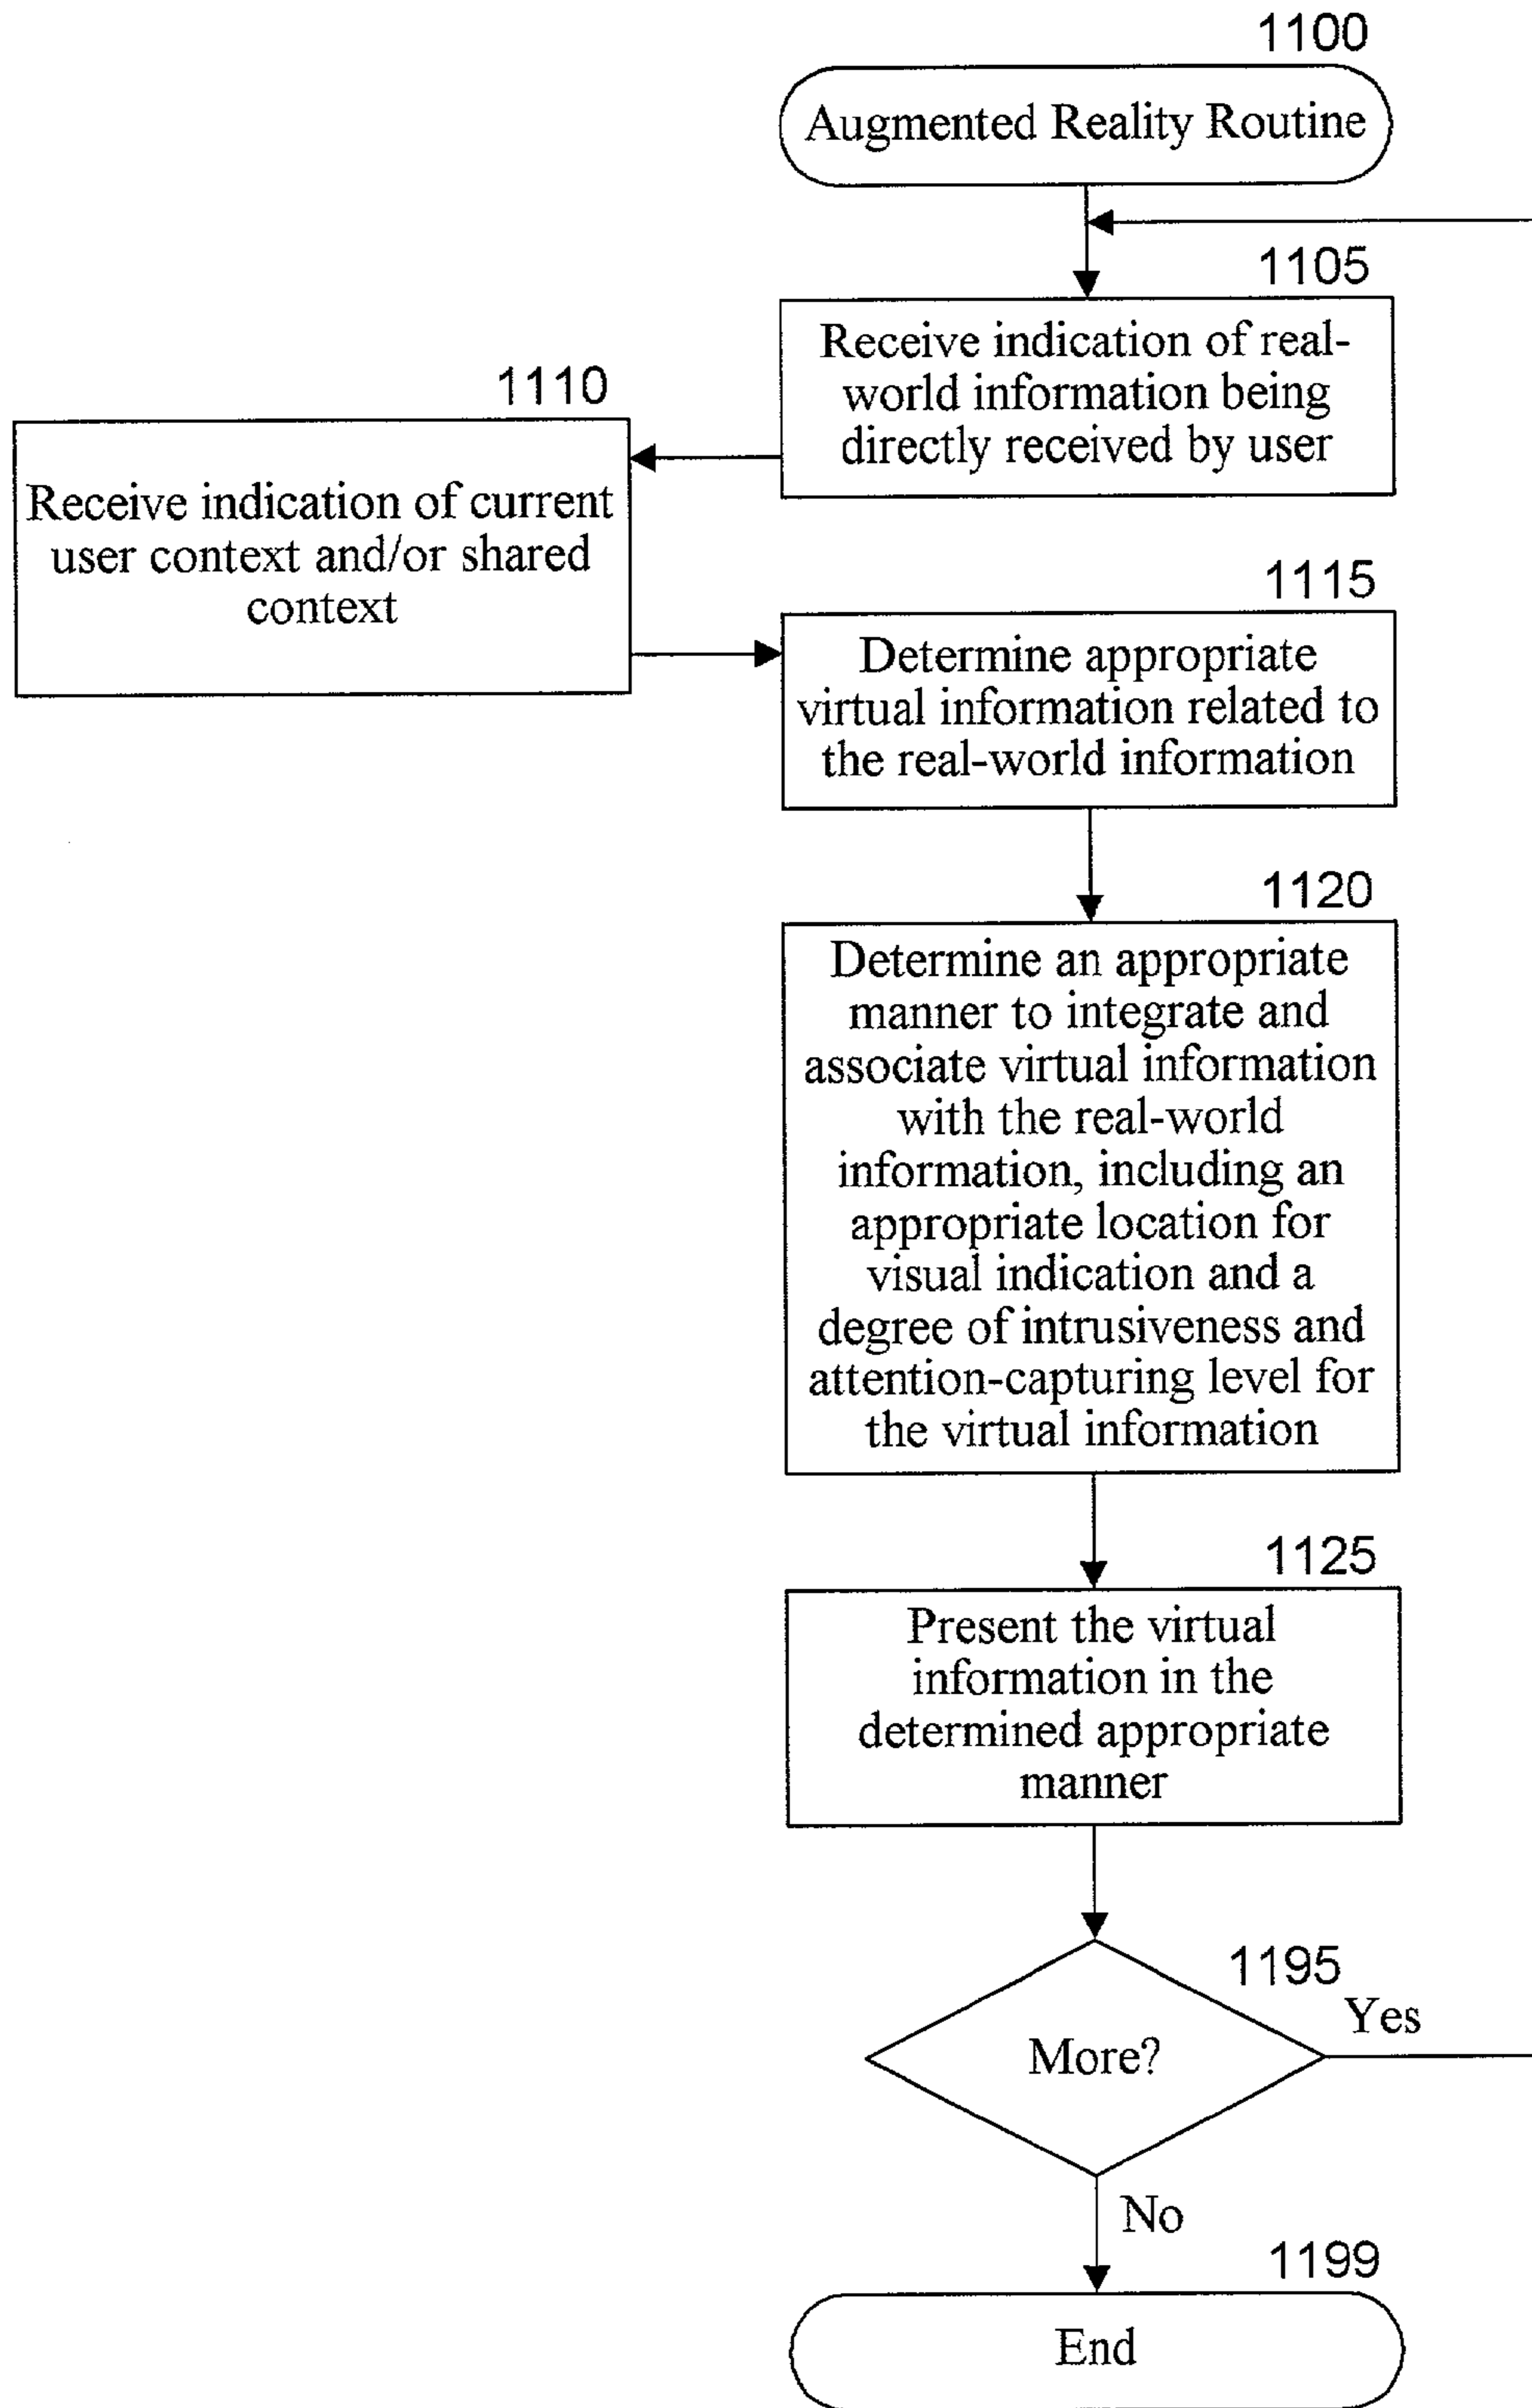 1100
Augmented Reality Routine
1105
Receive indication of real-
world information being
directly received by user
1110
Receive indication of current
user context and/or shared
context
1115
Determine appropriate
virtual information related to
the real-world information
1120
Determine an appropriate
manner to integrate and
associate virtual information
with the real-world
information, including an
appropriate location for
visual indication and a
degree of intrusiveness and
attention-capturing level for
the virtual information
1125
Present the virtual
information in the
determined appropriate
manner
1195
Yes
More?
No
1199
End